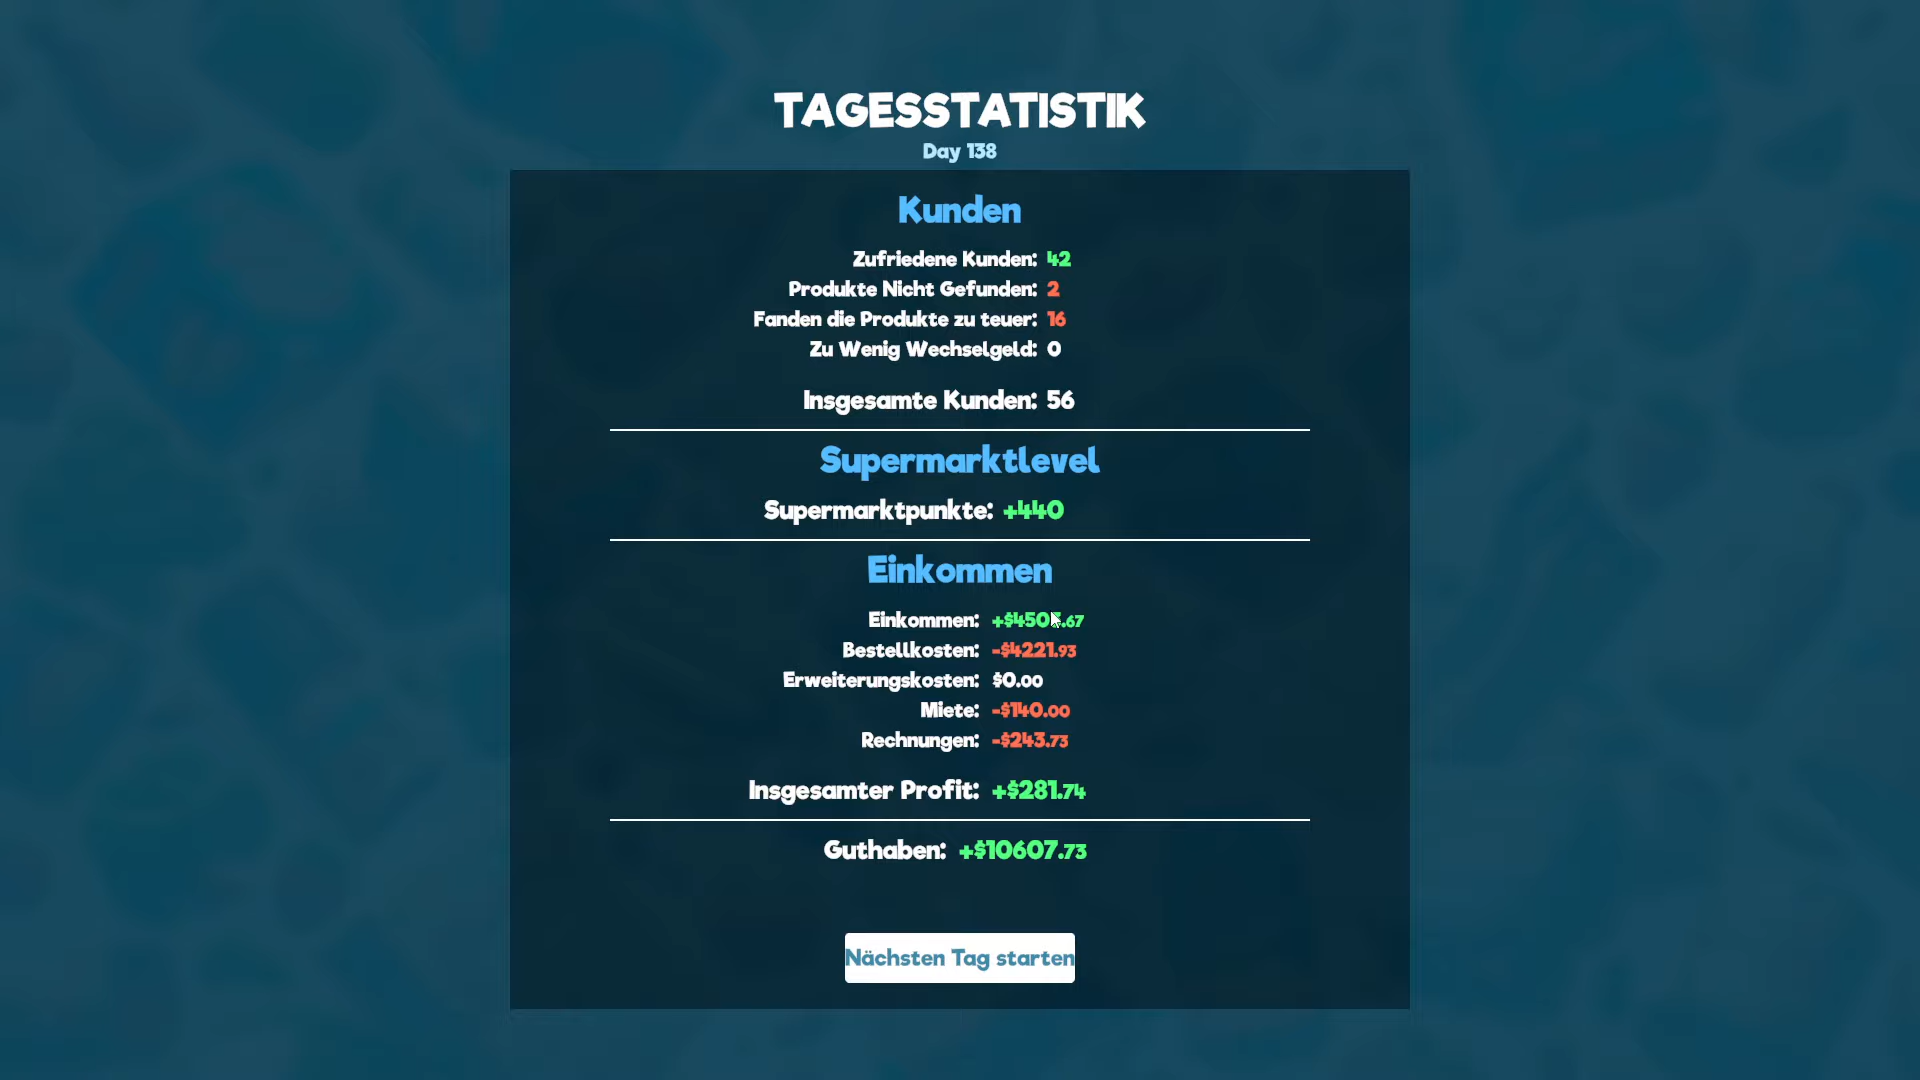 TAGESSTATISTIK
Day 138
Kunden
Zufriedene Kunden: 42
Produkte Nicht Gefunden: 2
Fanden die Produkte zu teuer: 16
Zu Wenig Wechselgeld: 0
Insgesamte Kunden: 56
Supermarktlevel
Supermarktpunkte: +440
Einkommen
Einkommen:
Bestellkosten: -$4221.93
Erweiterungskosten: $0.00
Miete: -$140.00
Rechnungen: -$243.73
Insgesamter Profit: +$281.74
Guthaben: +$10607.73
Nächsten Tag starten